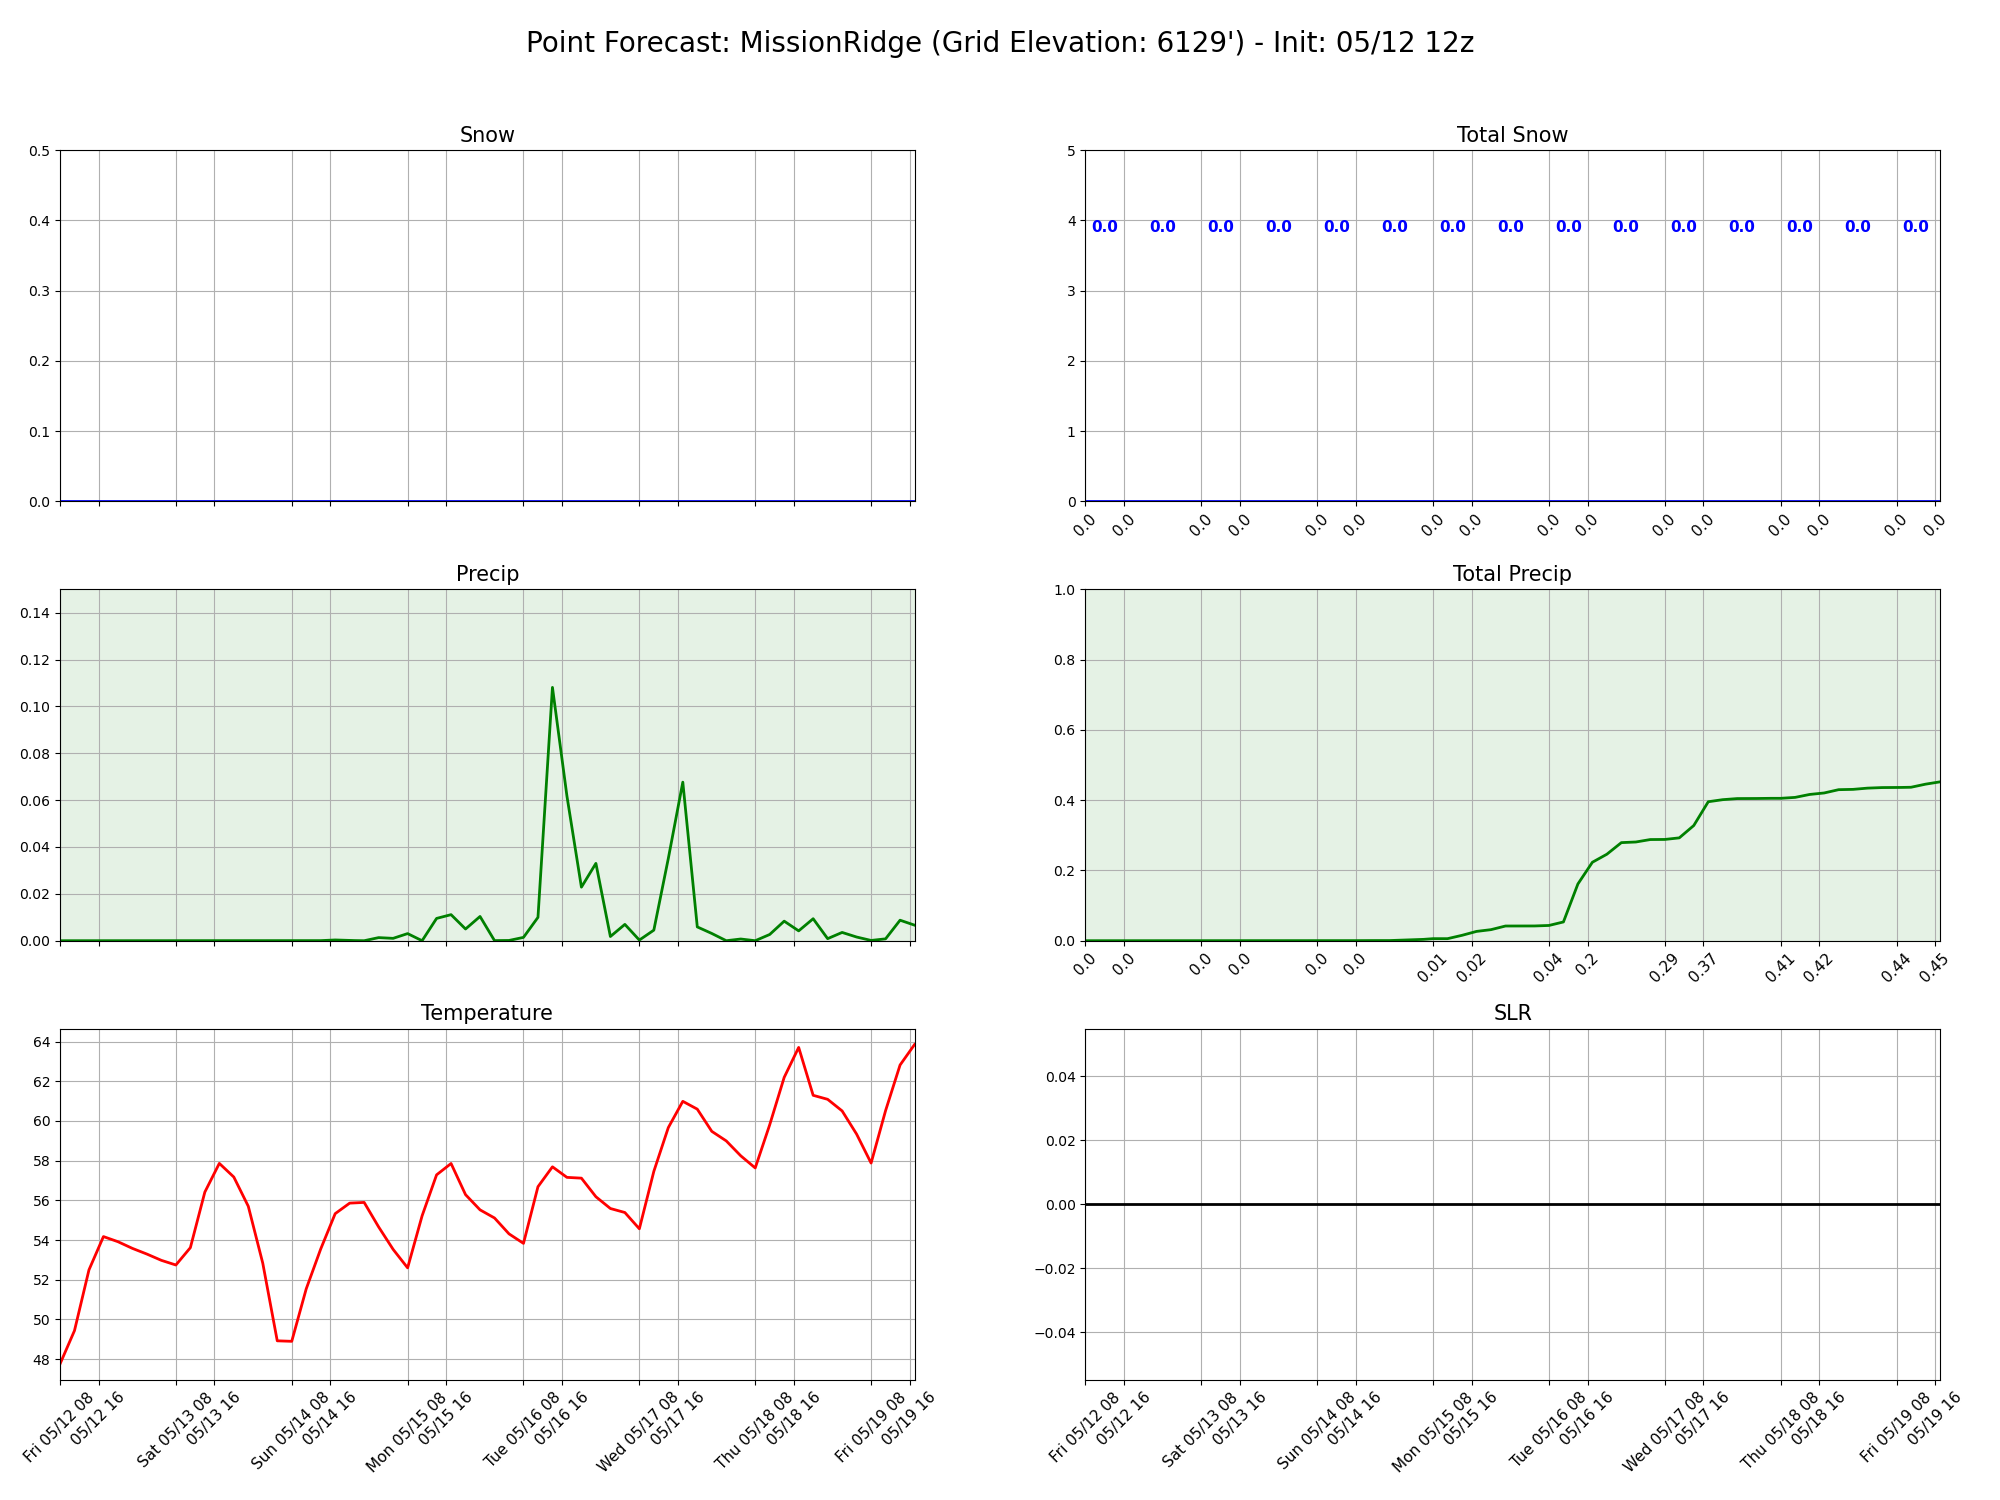 Point Forecast: MissionRidge (Grid Elevation: 6129') - Init: 05/12 12z
Snow
0.5
0.4
0.3
0.2
0.1
0.0
Total Snow
5
4
3
2
1
0
0.0 0.0 0.0 0.0 0.0 0.0 0.0 0.0 0.0 0.0 0.0 0.0 0.0 0.0 0.0
0.0 0.0 0.0 0.0 0.0 0.0 0.0 0.0 0.0 0.0 0.0 0.0 0.0 0.0 0.0 0.0
Precip
0.14
0.12
0.10
0.08
0.06
0.04
0.02
0.00
Total Precip
1.0
0.8
0.6
0.4
0.2
0.0
0.0 0.0 0.0 0.0 0.0 0.0 0.01 0.02 0.04 0.2 0.29 0.37 0.41 0.42 0.44 0.45
Temperature
64
62
60
58
56
54
52
50
48
Fri 05/12 08
05/12 16
Sat 05/13 08
05/13 16
Sun 05/14 08
05/14 16
Mon 05/15 08
05/15 16
Tue 05/16 08
05/16 16
Wed 05/17 08
05/17 16
Thu 05/18 08
05/18 16
Fri 05/19 08
05/19 16
SLR
0.04
0.02
0.00
−0.02
−0.04
Fri 05/12 08
05/12 16
Sat 05/13 08
05/13 16
Sun 05/14 08
05/14 16
Mon 05/15 08
05/15 16
Tue 05/16 08
05/16 16
Wed 05/17 08
05/17 16
Thu 05/18 08
05/18 16
Fri 05/19 08
05/19 16